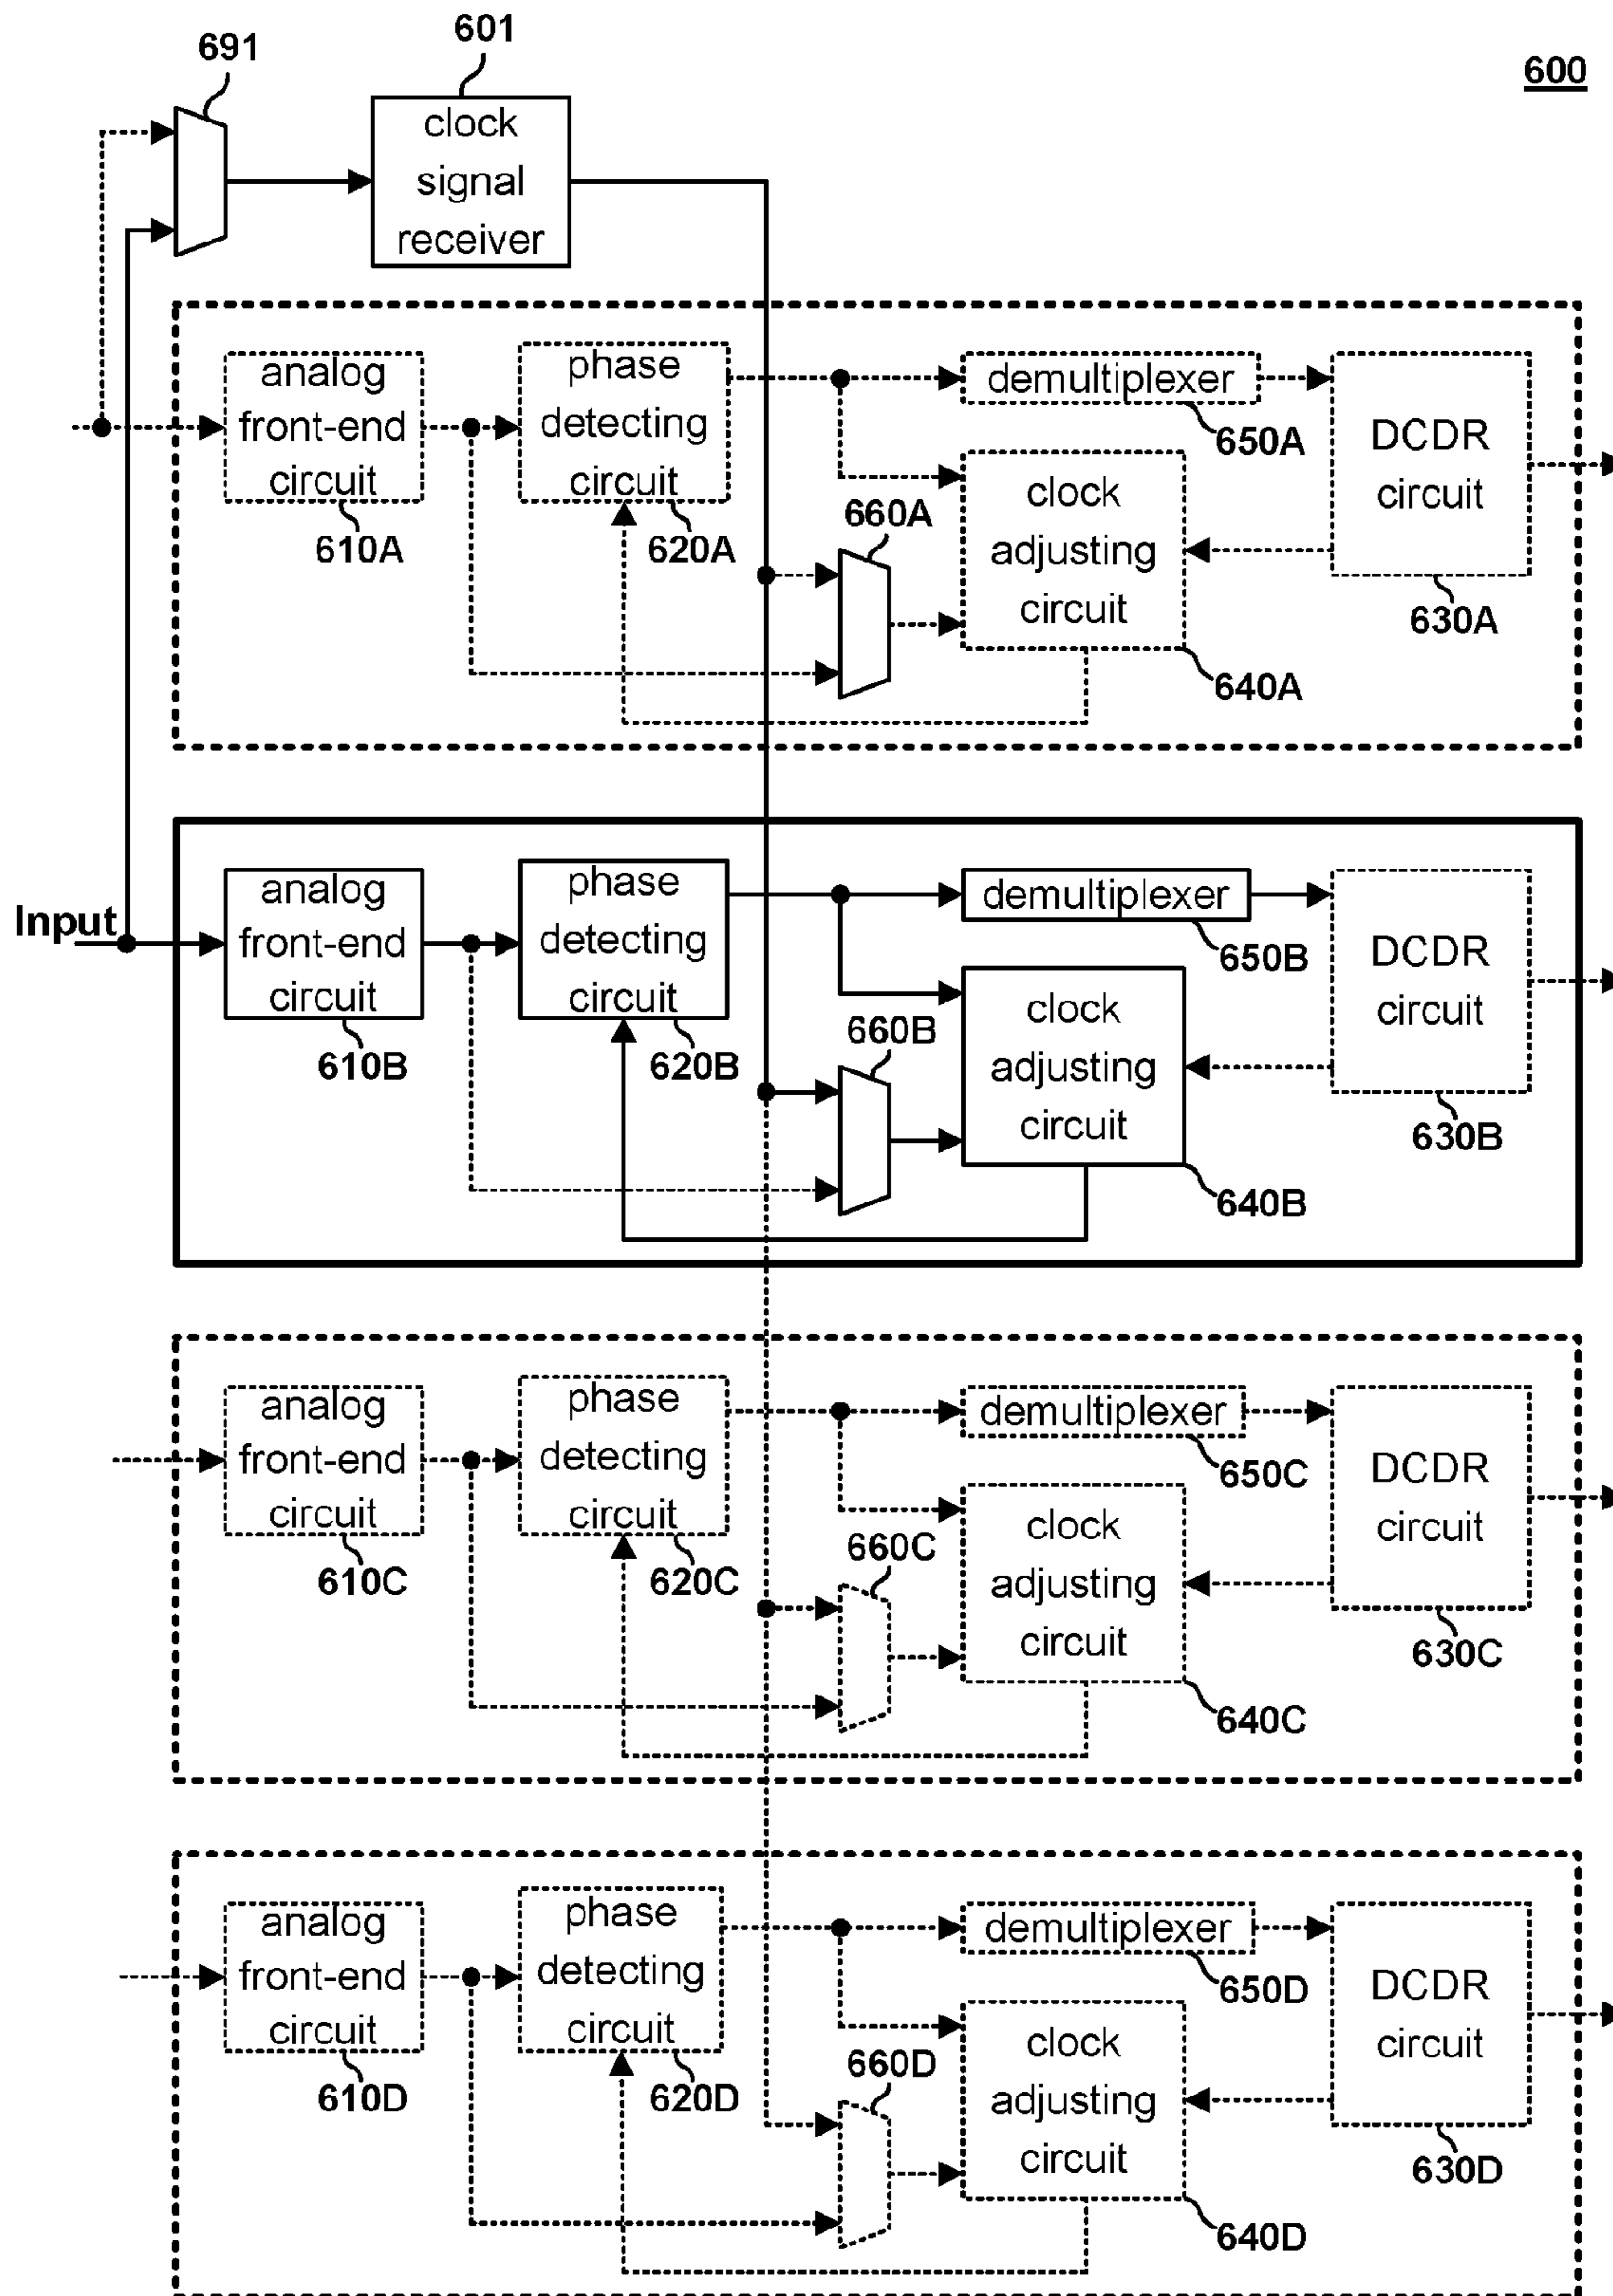 691
601
600
clock
signal
receiver
analog
front-end
circuit
610A
phase
detecting
circuit
620A
demultiplexer
650A
660A
clock
adjusting
circuit
640A
DCDR
circuit
630A
Input
analog
front-end
circuit
610B
phase
detecting
circuit
620B
demultiplexer
650B
660B
clock
adjusting
circuit
640B
DCDR
circuit
630B
analog
front-end
circuit
610C
phase
detecting
circuit
620C
demultiplexer
650C
660C
clock
adjusting
circuit
640C
DCDR
circuit
630C
analog
front-end
circuit
610D
phase
detecting
circuit
620D
demultiplexer
650D
660D
clock
adjusting
circuit
640D
DCDR
circuit
630D